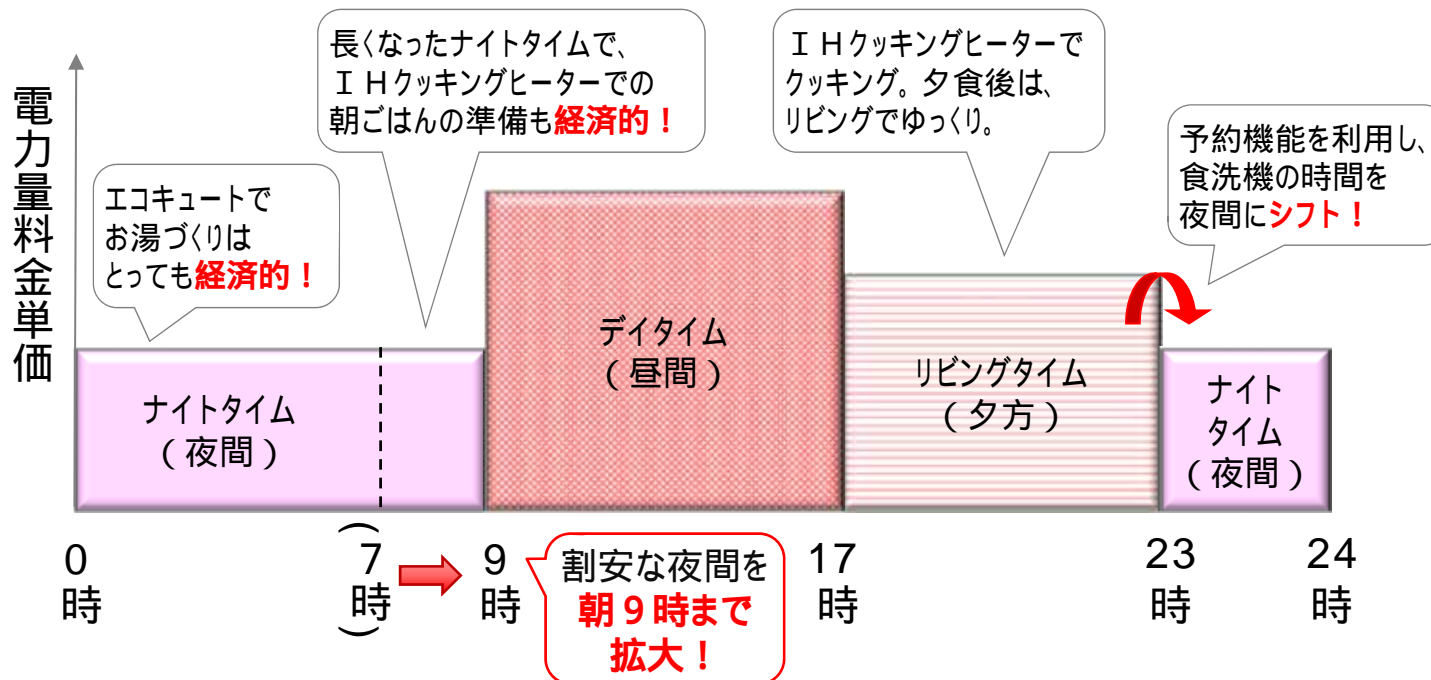 電力量料金単価
エコキュートで
お湯づくりは
とっても経済的！
長くなったナイトタイムで、
ＩＨクッキングヒーターでの
朝ごはんの準備も経済的！
ＩＨクッキングヒーターで
クッキング。夕食後は、
リビングでゆっくり。
予約機能を利用し、
食洗機の時間を
夜間にシフト！
ナイトタイム
（夜間）
デイタイム
（昼間）
リビングタイム
（夕方）
ナイト
タイム
（夜間）
0時
（7時）
9時
割安な夜間を
朝９時まで
拡大！
17時
23時
24時